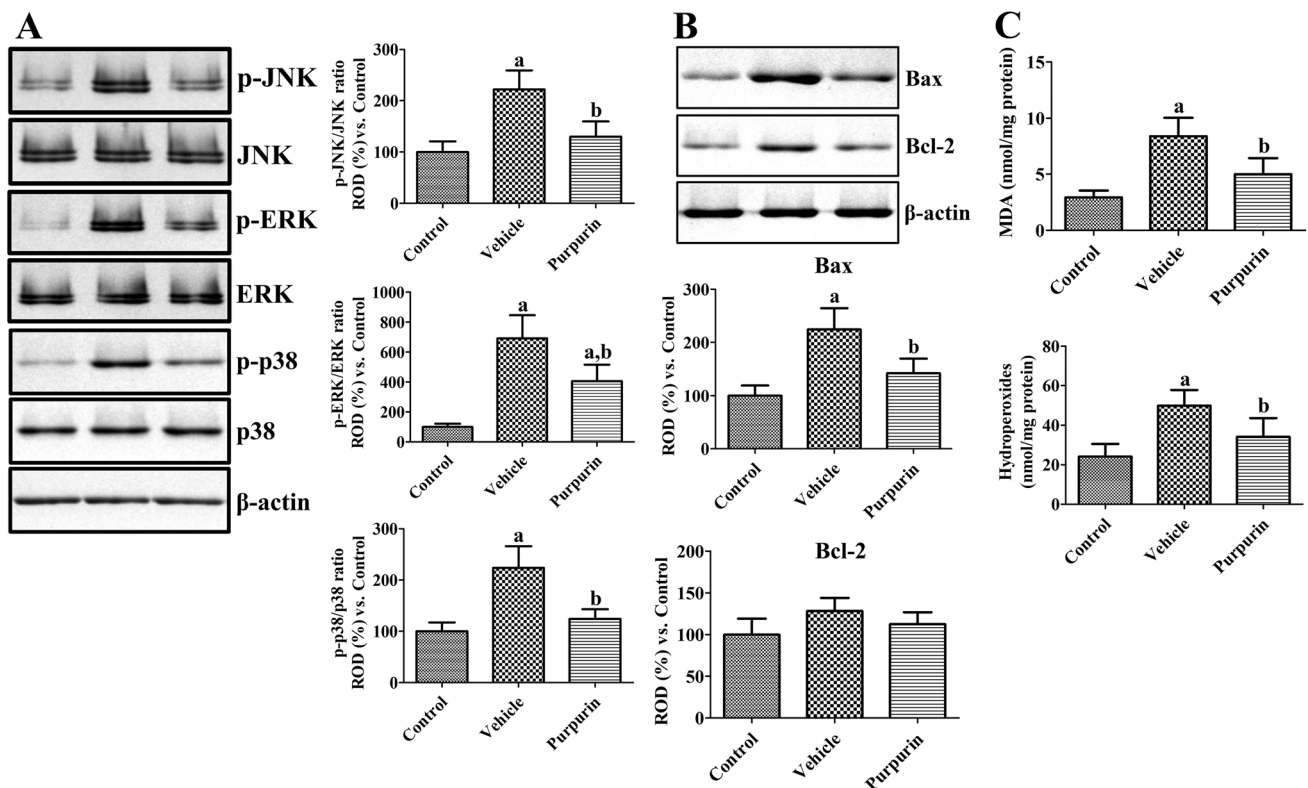 A
p-JNK
JNK
p-ERK
ERK
p-p38
p38
β-actin
p-JNK/JNK ratio
ROD (%) vs. Control
300
200
100
0
a
b
Control
Vehicle
Purpurin
p-ERK/ERK ratio
ROD (%) vs. Control
1000
800
600
400
200
0
a
a,b
Control
Vehicle
Purpurin
p-p38/p38 ratio
ROD (%) vs. Control
300
200
100
0
a
b
Control
Vehicle
Purpurin
B
Bax
Bcl-2
β-actin
Bax
ROD (%) vs. Control
300
200
100
0
a
b
Control
Vehicle
Purpurin
Bcl-2
ROD (%) vs. Control
200
150
100
50
0
Control
Vehicle
Purpurin
C
MDA (nmol/mg protein)
15
10
5
0
a
b
Control
Vehicle
Purpurin
Hydroperoxides
(nmol/mg protein)
80
60
40
20
0
a
b
Control
Vehicle
Purpurin